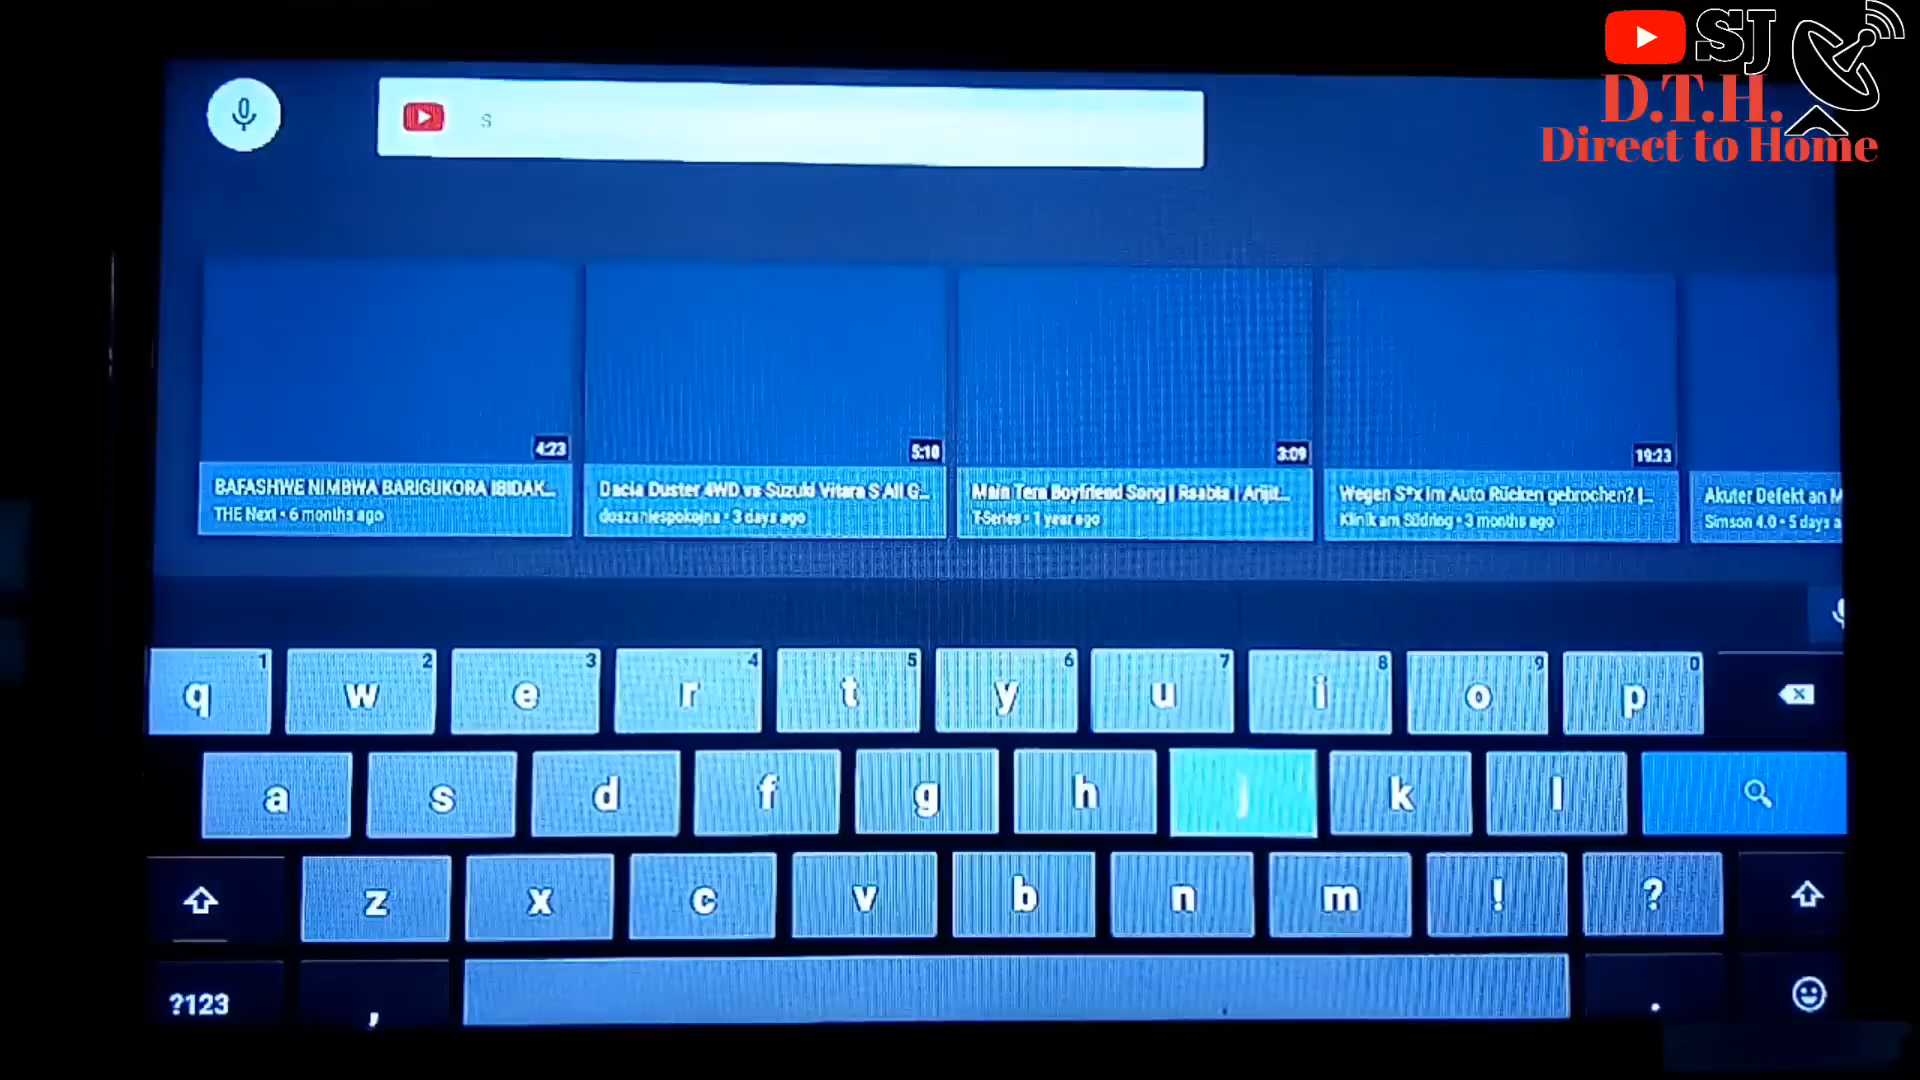 SJ
D.T.H.
Direct to Home
s
4:23
5:10
3:09
19:23
BAFASHWE NIMBWA BARIGUKORA IBIDAK...
THE Next • 6 months ago
Dacia Duster 4WD vs Suzuki Vitara S All G...
doszaniespokojna • 3 days ago
Main Tera Boyfriend Song | Raabta | Arijit...
T-Series • 1 year ago
Wegen S*x im Auto Rücken gebrochen? |...
Klinik am Südring • 3 months ago
Akuter Defekt an M
Simson 4.0 • 5 days a
q 1 w 2 e 3 r 4 t 5 y 6 u 7 i 8 o 9 p 0
a s d f g h j k l
z x c v b n m ! ?
?123 , .